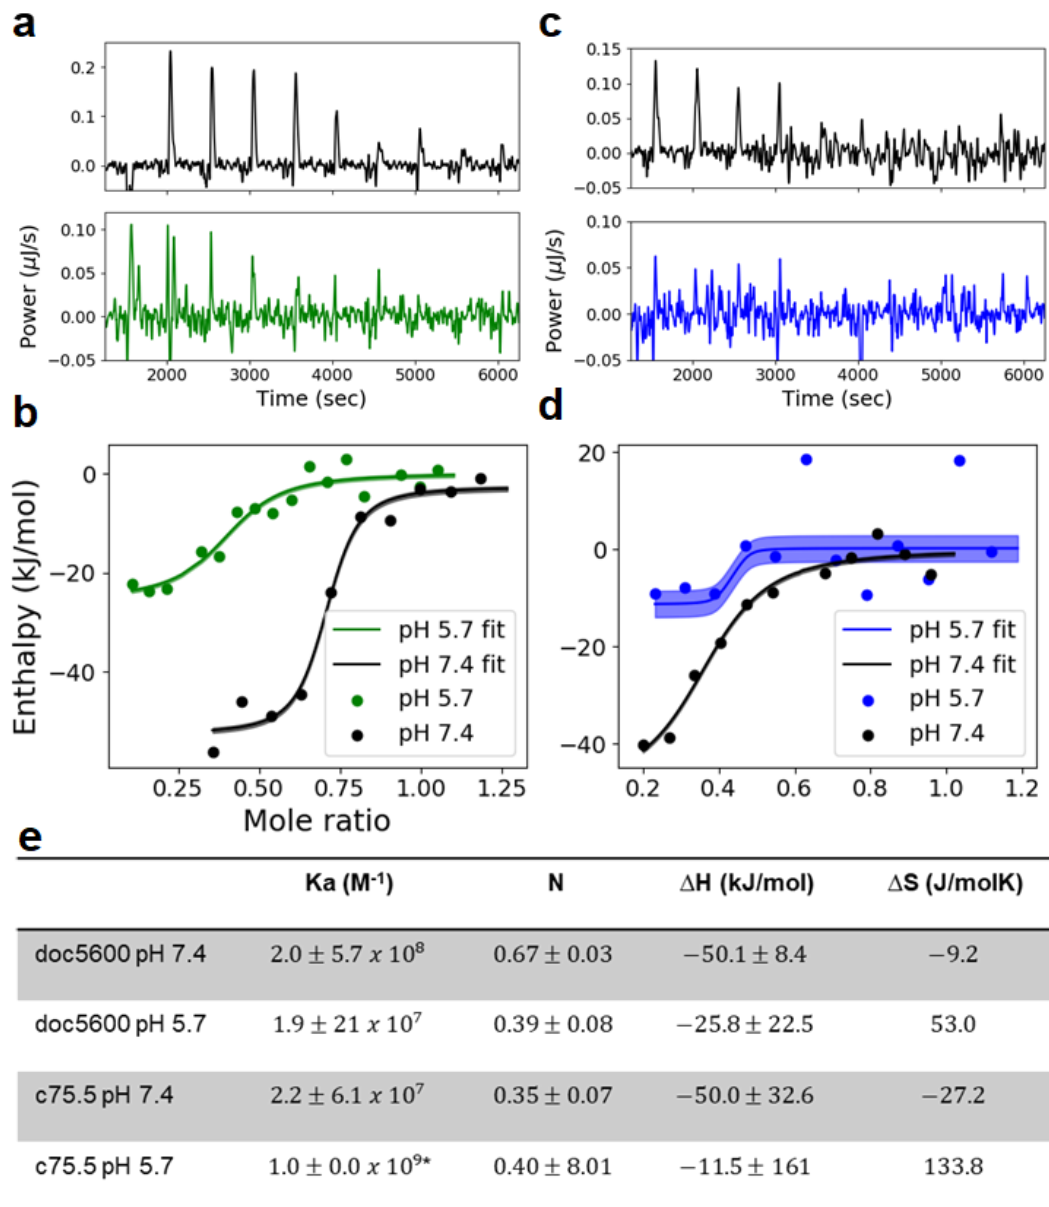 a
0.2
0.1
0.0
0.10
0.05
0.00
−0.05
Power (μJ/s)
2000 3000 4000 5000 6000
Time (sec)
c
0.15
0.10
0.05
0.00
−0.05
0.10
0.05
0.00
−0.05
Power (μJ/s)
2000 3000 4000 5000 6000
Time (sec)
b
0
−20
−40
Enthalpy (kJ/mol)
pH 5.7 fit
pH 7.4 fit
pH 5.7
pH 7.4
0.25 0.50 0.75 1.00 1.25
Mole ratio
d
20
0
−20
−40
pH 5.7 fit
pH 7.4 fit
pH 5.7
pH 7.4
0.2 0.4 0.6 0.8 1.0 1.2
e
Ka (M⁻¹) N ΔH (kJ/mol) ΔS (J/molK)
doc5600 pH 7.4 2.0 ± 5.7 x 10⁸ 0.67 ± 0.03 −50.1 ± 8.4 −9.2
doc5600 pH 5.7 1.9 ± 21 x 10⁷ 0.39 ± 0.08 −25.8 ± 22.5 53.0
c75.5 pH 7.4 2.2 ± 6.1 x 10⁷ 0.35 ± 0.07 −50.0 ± 32.6 −27.2
c75.5 pH 5.7 1.0 ± 0.0 x 10⁹* 0.40 ± 8.01 −11.5 ± 161 133.8